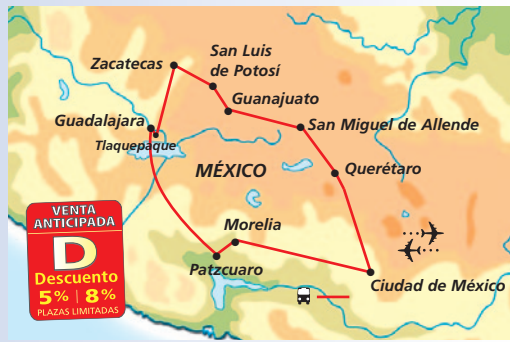 San Luis
de Potosí
Zacatecas
Guanajuato
Guadalajara
San Miguel de Allende
Tlaquepaque
MÉXICO
Querétaro
VENTA
ANTICIPADA
D
Descuento
5% | 8%
PLAZAS LIMITADAS
Morelia
Patzcuaro
Ciudad de México